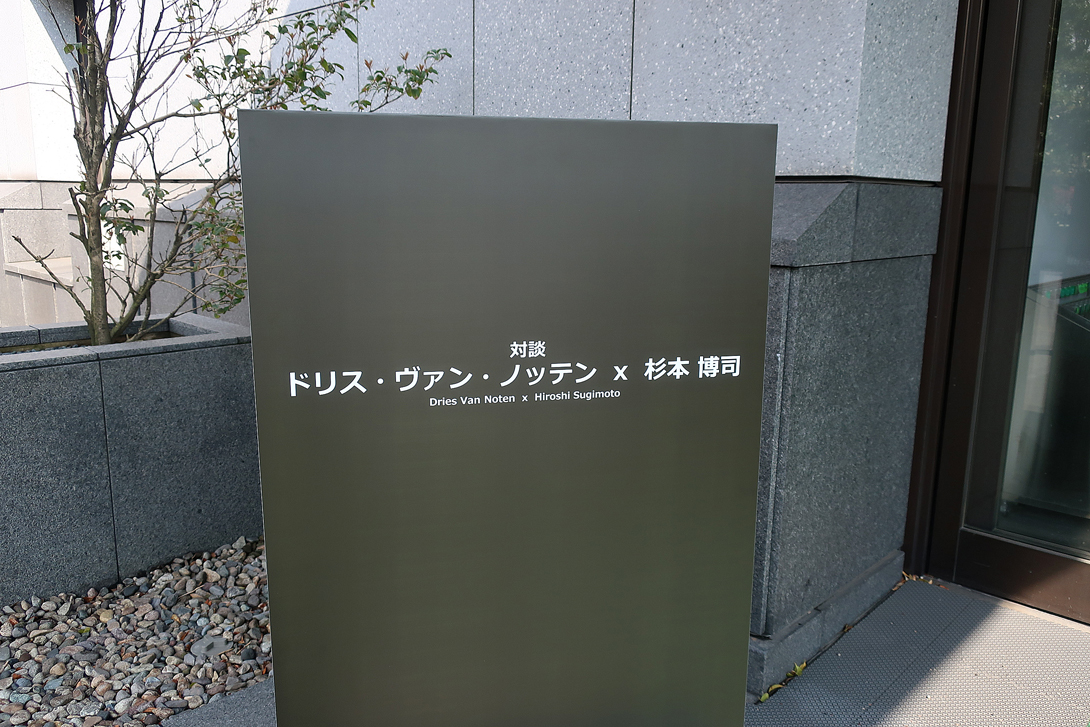 対談
ドリス・ヴァン・ノッテン x 杉本 博司
Dries Van Noten x Hiroshi Sugimoto